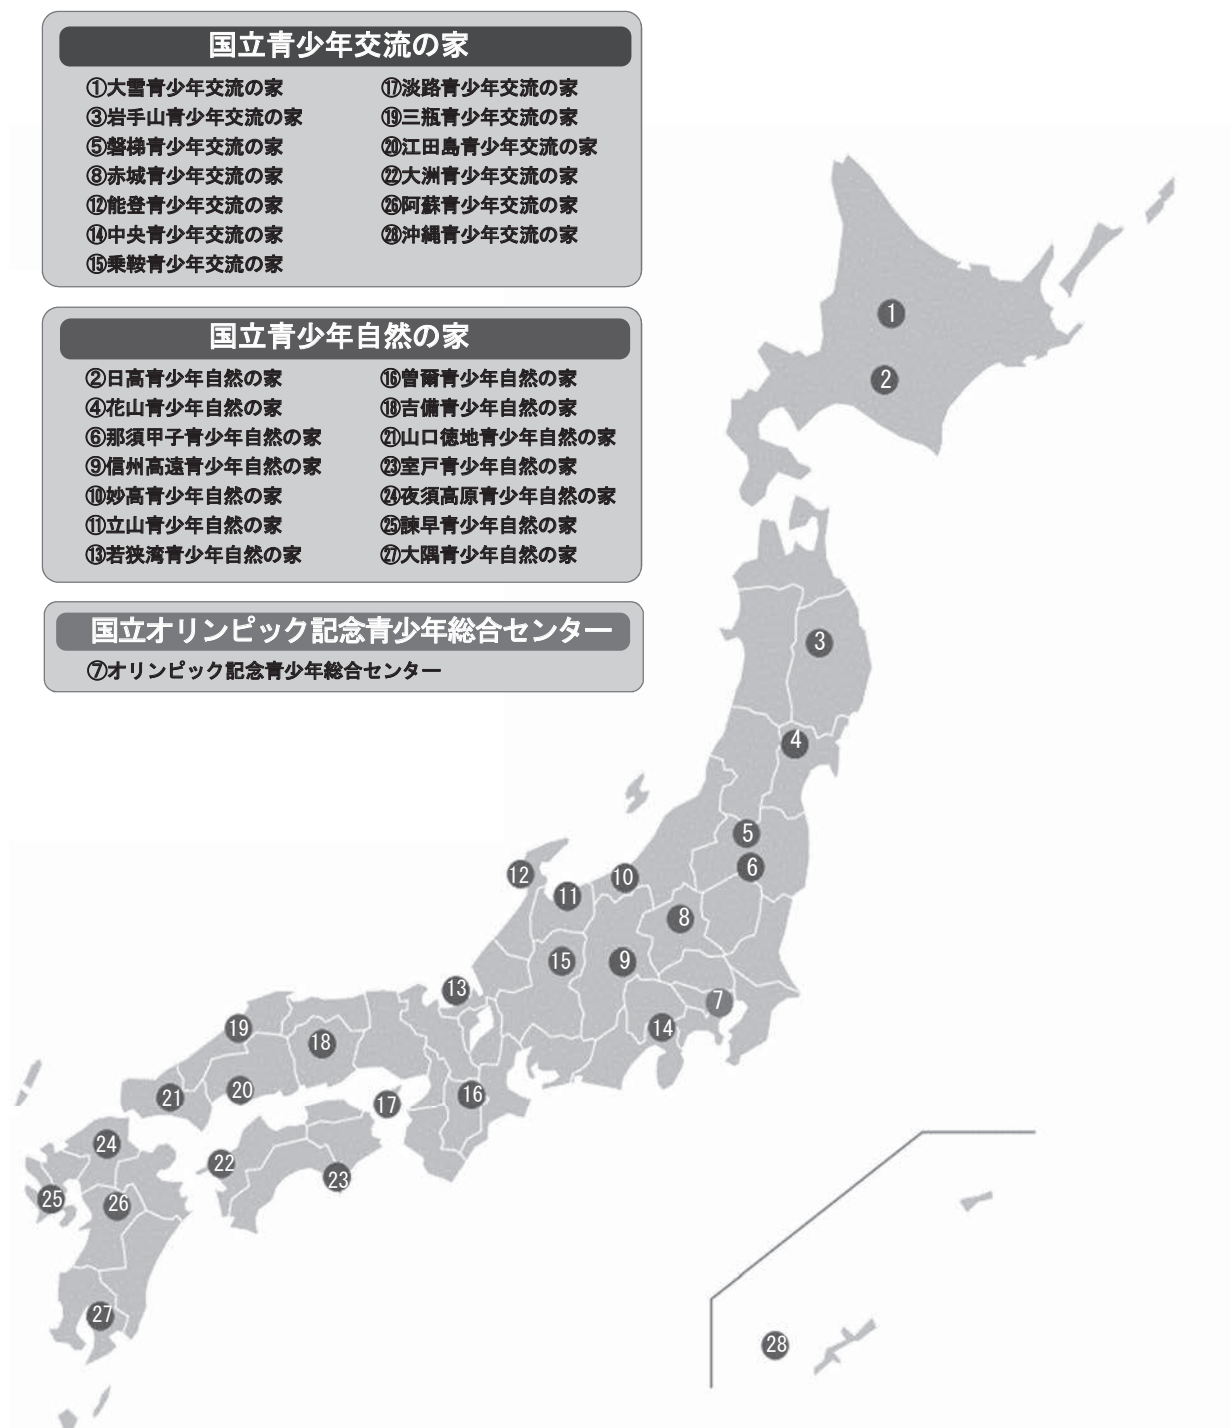 国立青少年交流の家
①大雪青少年交流の家
③岩手山青少年交流の家
⑤磐梯青少年交流の家
⑧赤城青少年交流の家
⑫能登青少年交流の家
⑭中央青少年交流の家
⑮乗鞍青少年交流の家
⑰淡路青少年交流の家
⑲三瓶青少年交流の家
⑳江田島青少年交流の家
㉒大洲青少年交流の家
㉖阿蘇青少年交流の家
㉘沖縄青少年交流の家
国立青少年自然の家
②日高青少年自然の家
④花山青少年自然の家
⑥那須甲子青少年自然の家
⑨信州高遠青少年自然の家
⑩妙高青少年自然の家
⑪立山青少年自然の家
⑬若狭湾青少年自然の家
⑯曽爾青少年自然の家
⑱吉備青少年自然の家
㉑山口徳地青少年自然の家
㉓室戸青少年自然の家
㉔夜須高原青少年自然の家
㉕諫早青少年自然の家
㉗大隅青少年自然の家
国立オリンピック記念青少年総合センター
⑦オリンピック記念青少年総合センター
1
2
3
4
5
6
12
10
11
8
15
9
13
7
14
19
18
20
21
17
16
24
22
23
25
26
27
28